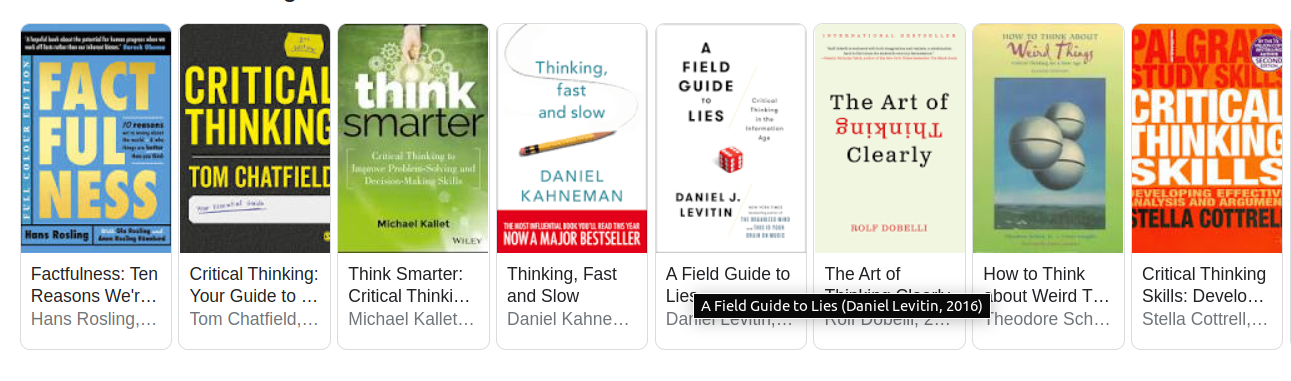 'A hopeful book about the potential for human progress when we
work off facts rather than our inherent biases.' Barack Obama
FULL COLOUR EDITION
FACT
FUL
NESS
10 reasons
we're wrong about
the world - &
why things are better
than you think
Hans Rosling
With Ola Rosling and
Anna Rosling Rönnlund
CRITICAL
THINKING
TOM CHATFIELD
Your Essential Guide
think
smarter
Critical Thinking to
Improve Problem-Solving and
Decision-Making Skills
Michael Kallet
WILEY
Thinking,
fast
and slow
DANIEL
KAHNEMAN
THE MOST INFLUENTIAL BOOK YOU'LL READ THIS YEAR
NOW A MAJOR BESTSELLER
A
FIELD
GUIDE
TO
LIES
Critical
Thinking
in the
Information
Age
DANIEL J.
LEVITIN
NEW YORK TIMES
bestselling author of
THE ORGANIZED MIND
and THIS IS YOUR
BRAIN ON MUSIC
INTERNATIONAL BESTSELLER
The Art of
Thinking
Clearly
ROLF DOBELLI
HOW TO THINK ABOUT
Weird Things
PALGRA
STUDY SKILLS
SECOND
CRITICAL
THINKING
SKILLS
DEVELOPING EFFECTIV
ANALYSIS AND ARGUMEN
STELLA COTTREL
Factfulness: Ten
Reasons We'r…
Hans Rosling,…
Critical Thinking:
Your Guide to …
Tom Chatfield,…
Think Smarter:
Critical Thinki…
Michael Kallet…
Thinking, Fast
and Slow
Daniel Kahne…
A Field Guide to
Lies
Daniel Levitin,…
The Art of
Thinking Clearly
Rolf Dobelli, 2…
How to Think
about Weird T…
Theodore Sch…
Critical Thinking
Skills: Develo…
Stella Cottrell,…
A Field Guide to Lies (Daniel Levitin, 2016)